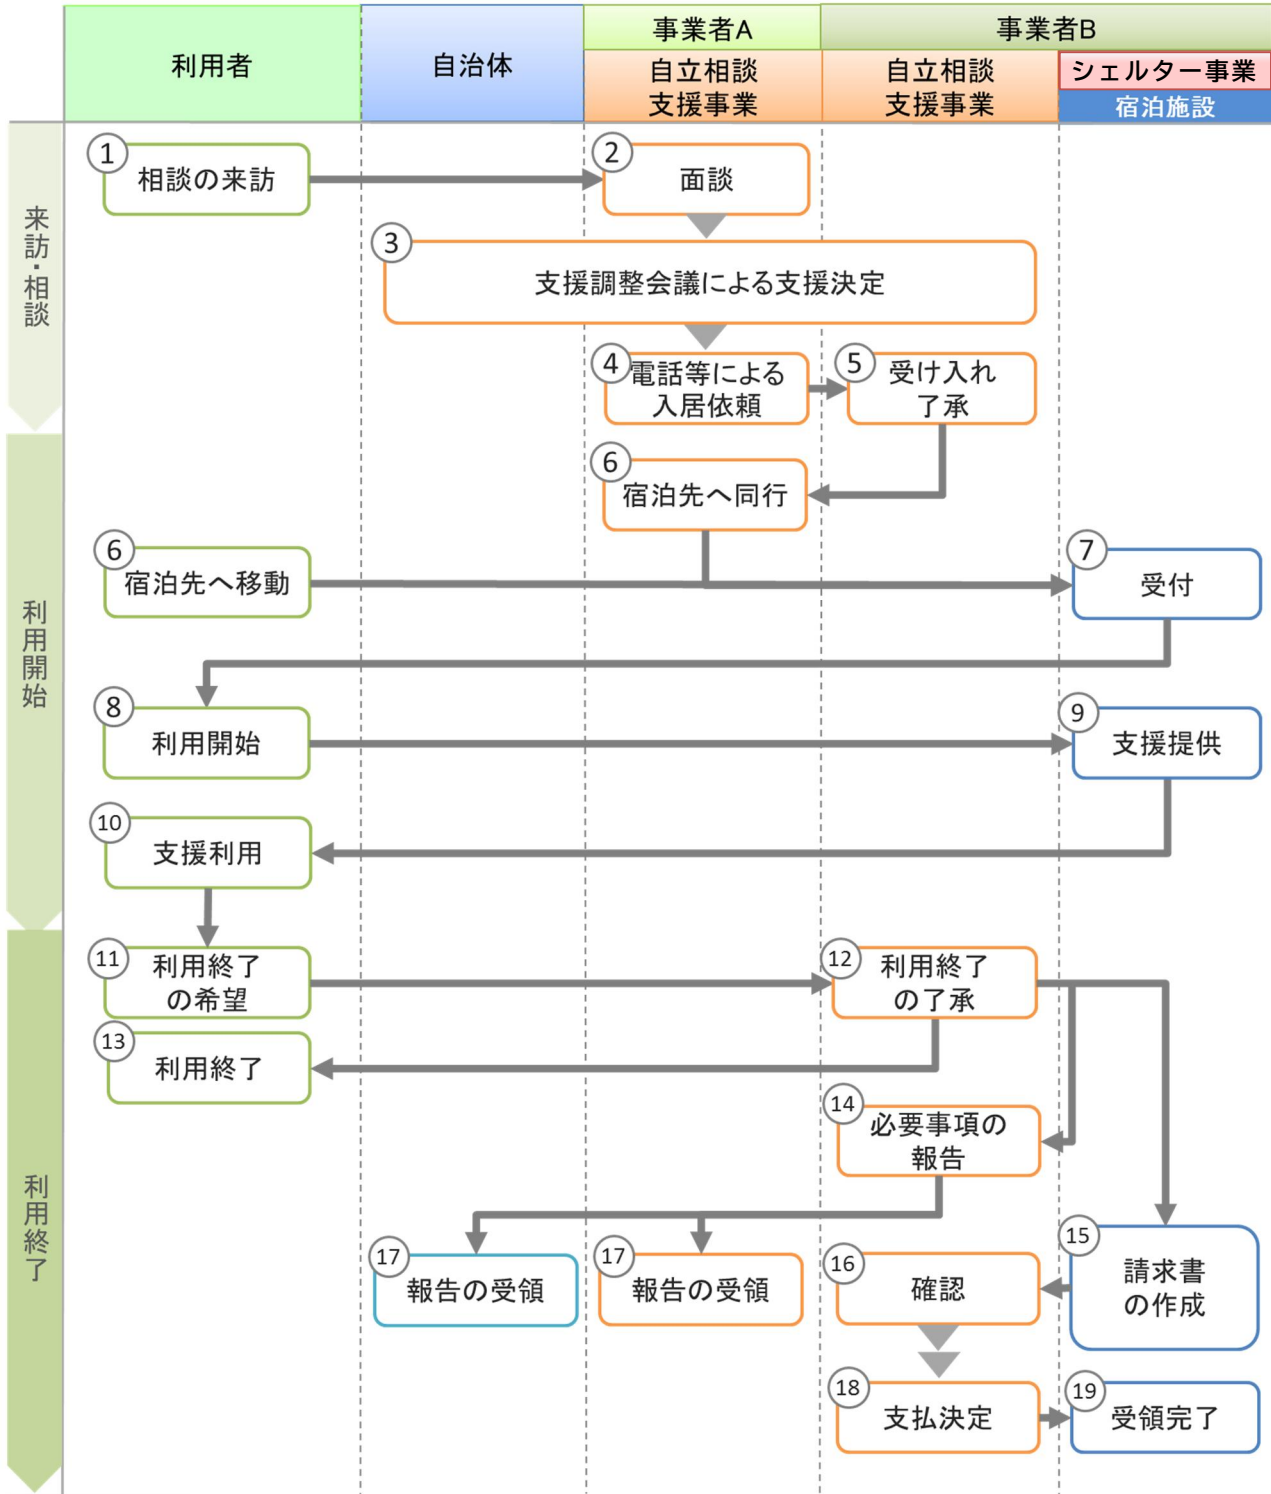 利用者
自治体
事業者A
事業者B
自立相談
支援事業
自立相談
支援事業
シェルター事業
宿泊施設
来訪・相談
① 相談の来訪
② 面談
③ 支援調整会議による支援決定
④ 電話等による
入居依頼
⑤ 受け入れ
了承
利用開始
⑥ 宿泊先へ同行
⑥ 宿泊先へ移動
⑦ 受付
⑧ 利用開始
⑨ 支援提供
⑩ 支援利用
利用終了
⑪ 利用終了
の希望
⑫ 利用終了
の了承
⑬ 利用終了
⑭ 必要事項の
報告
⑮ 請求書
の作成
⑰ 報告の受領
⑰ 報告の受領
⑯ 確認
⑱ 支払決定
⑲ 受領完了